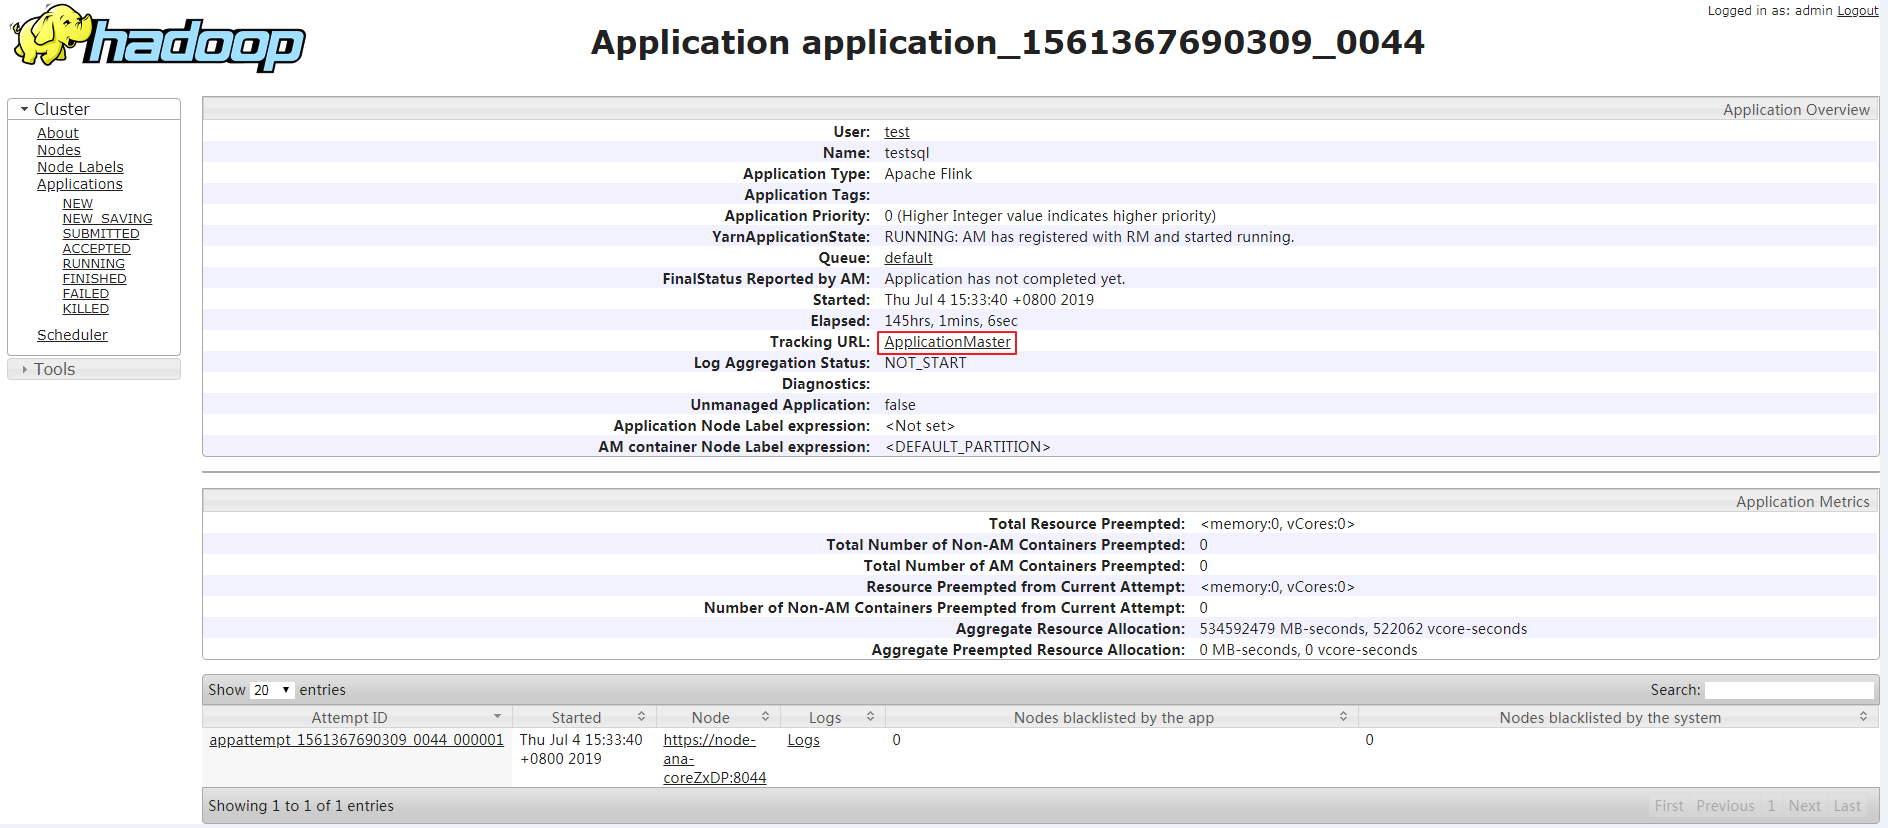 Logged in as: admin Logout
hadoop
Application application_1561367690309_0044
Cluster
About
Nodes
Node Labels
Applications
NEW
NEW_SAVING
SUBMITTED
ACCEPTED
RUNNING
FINISHED
FAILED
KILLED
Scheduler
Tools
Application Overview
User: test
Name: testsql
Application Type: Apache Flink
Application Tags:
Application Priority: 0 (Higher Integer value indicates higher priority)
YarnApplicationState: RUNNING: AM has registered with RM and started running.
Queue: default
FinalStatus Reported by AM: Application has not completed yet.
Started: Thu Jul 4 15:33:40 +0800 2019
Elapsed: 145hrs, 1mins, 6sec
Tracking URL: ApplicationMaster
Log Aggregation Status: NOT_START
Diagnostics:
Unmanaged Application: false
Application Node Label expression: <Not set>
AM container Node Label expression: <DEFAULT_PARTITION>
Application Metrics
Total Resource Preempted: <memory:0, vCores:0>
Total Number of Non-AM Containers Preempted: 0
Total Number of AM Containers Preempted: 0
Resource Preempted from Current Attempt: <memory:0, vCores:0>
Number of Non-AM Containers Preempted from Current Attempt: 0
Aggregate Resource Allocation: 534592479 MB-seconds, 522062 vcore-seconds
Aggregate Preempted Resource Allocation: 0 MB-seconds, 0 vcore-seconds
Show 20 entries Search:
Attempt ID Started Node Logs Nodes blacklisted by the app Nodes blacklisted by the system
appattempt_1561367690309_0044_000001 Thu Jul 4 15:33:40 https://node- Logs 0 0
+0800 2019 ana-
coreZxDP:8044
Showing 1 to 1 of 1 entries First Previous 1 Next Last